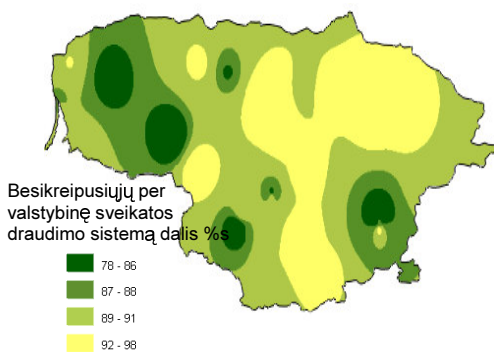 Besikreipusiųjų per
valstybinę sveikatos
draudimo sistemą dalis %s
78 - 86
87 - 88
89 - 91
92 - 98